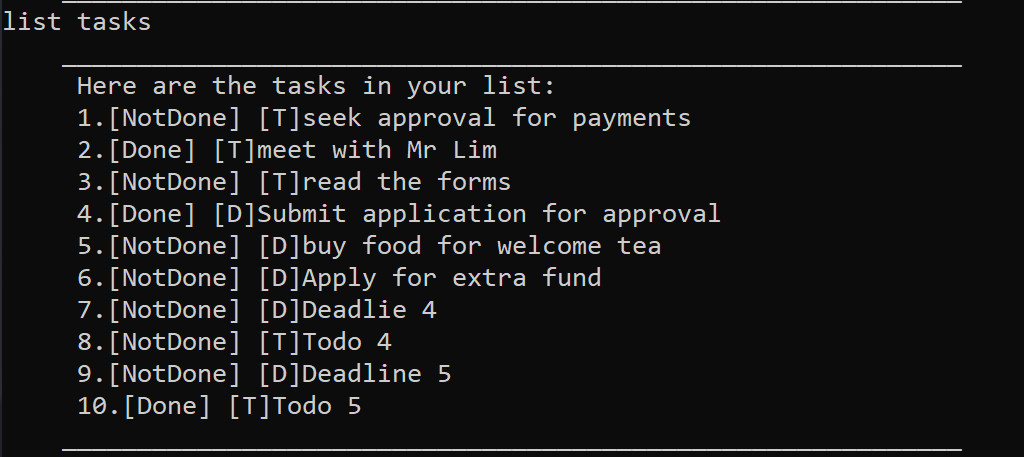 list tasks
Here are the tasks in your list:
1.[NotDone] [T]seek approval for payments
2.[Done] [T]meet with Mr Lim
3.[NotDone] [T]read the forms
4.[Done] [D]Submit application for approval
5.[NotDone] [D]buy food for welcome tea
6.[NotDone] [D]Apply for extra fund
7.[NotDone] [D]Deadlie 4
8.[NotDone] [T]Todo 4
9.[NotDone] [D]Deadline 5
10.[Done] [T]Todo 5